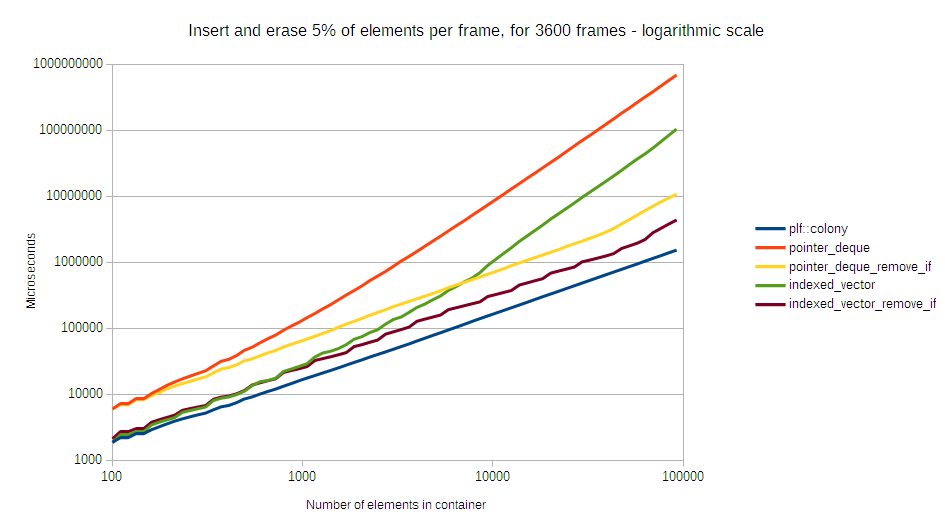 Insert and erase 5% of elements per frame, for 3600 frames - logarithmic scale
1000000000
100000000
10000000
1000000
100000
10000
1000
Microseconds
100
1000
10000
100000
Number of elements in container
plf::colony
pointer_deque
pointer_deque_remove_if
indexed_vector
indexed_vector_remove_if